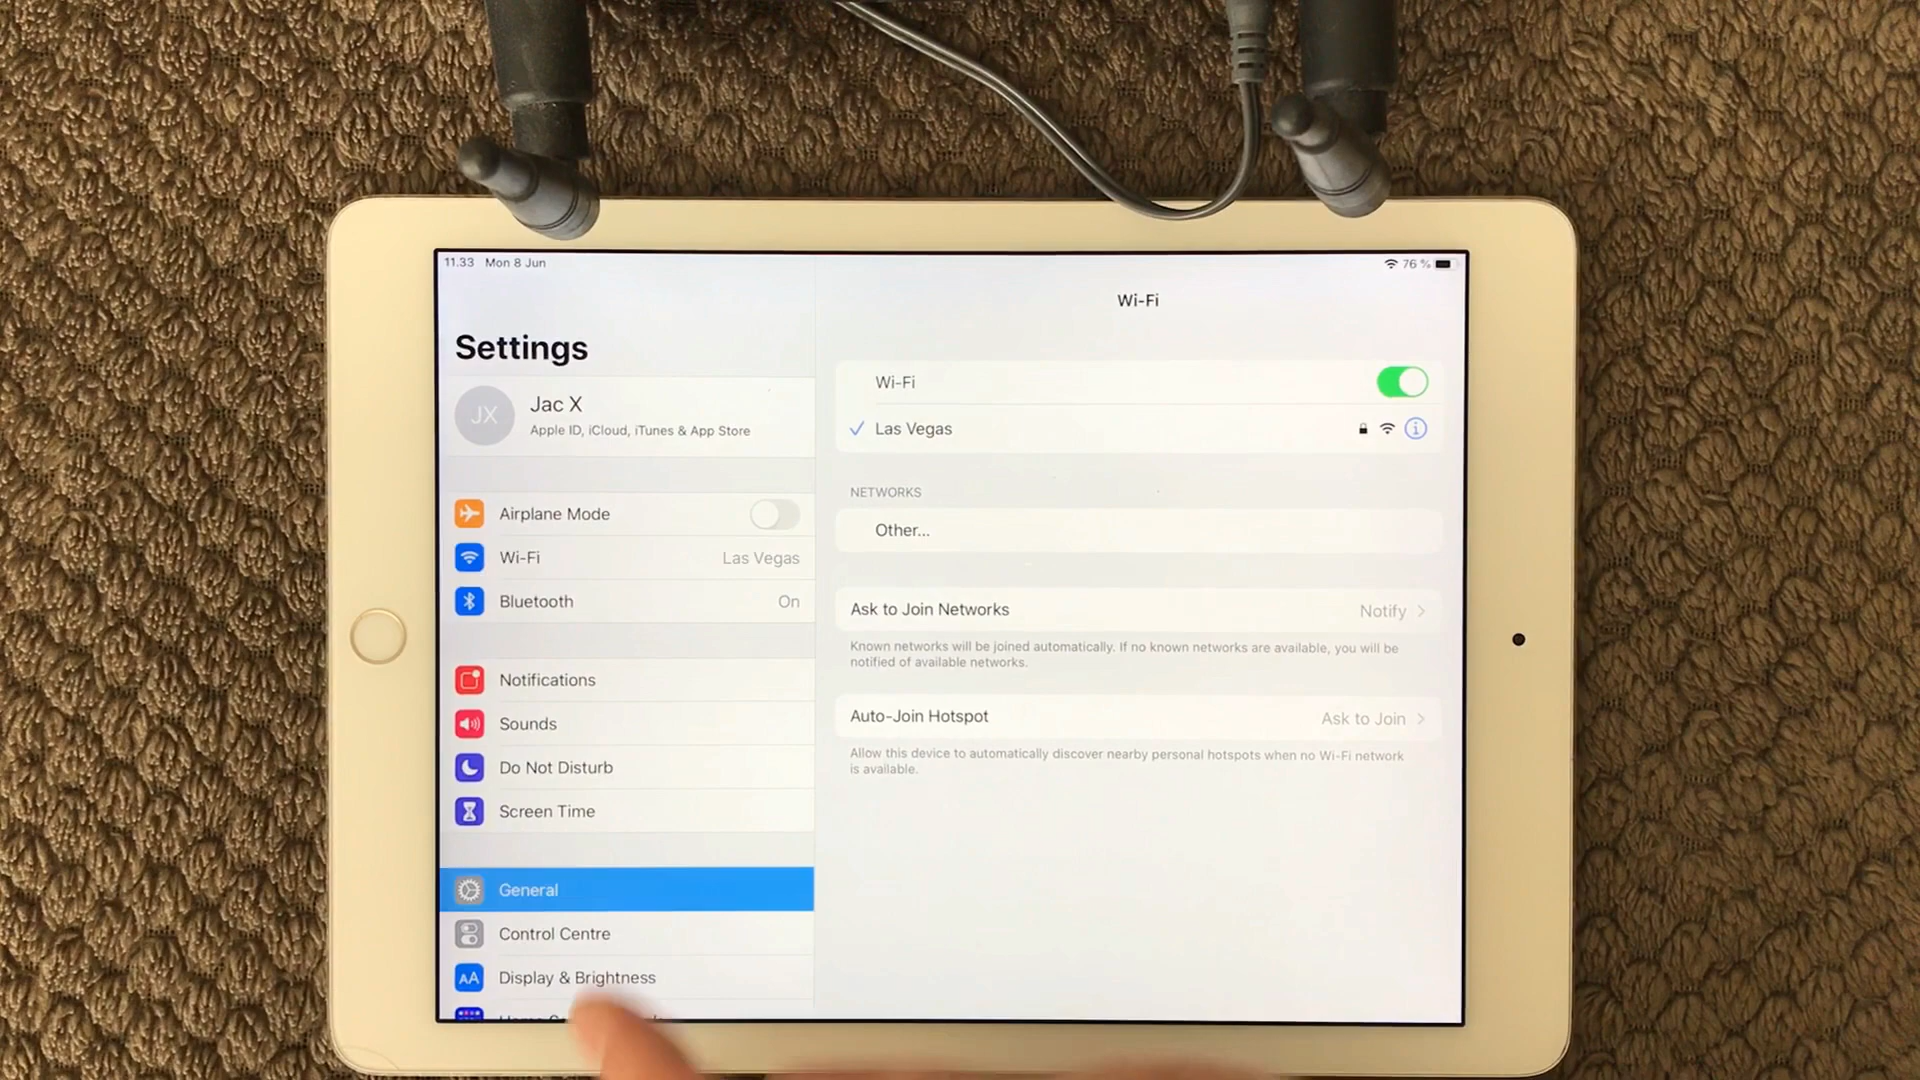 11.33 Mon 8 Jun
76 %
Settings
JX
Jac X
Apple ID, iCloud, iTunes & App Store
Airplane Mode
Wi-Fi Las Vegas
Bluetooth On
Notifications
Sounds
Do Not Disturb
Screen Time
General
Control Centre
AA Display & Brightness
Wi-Fi
Wi-Fi
Las Vegas
NETWORKS
Other...
Ask to Join Networks Notify
Known networks will be joined automatically. If no known networks are available, you will be
notified of available networks.
Auto-Join Hotspot Ask to Join
Allow this device to automatically discover nearby personal hotspots when no Wi-Fi network
is available.